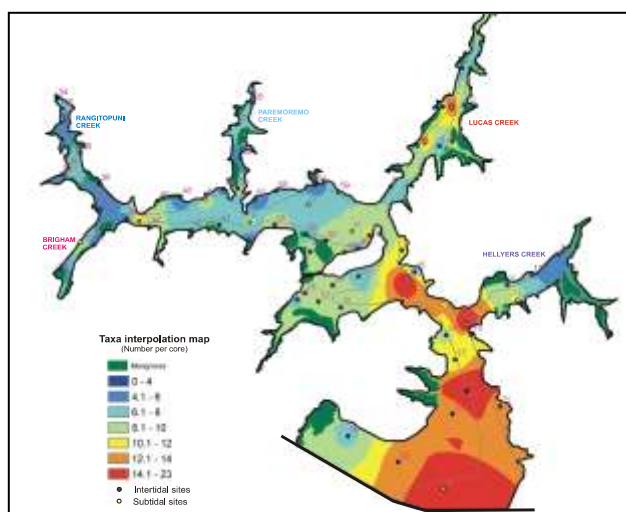 RANGITOPUNI
CREEK
PAREMOREMO
CREEK
LUCAS CREEK
BRIGHAM
CREEK
HELLYERS CREEK
Taxa interpolation map
(Number per core)
Mangrove
0 - 4
4.1 - 6
6.1 - 8
8.1 - 10
10.1 - 12
12.1 - 14
14.1 - 23
Intertidal sites
Subtidal sites